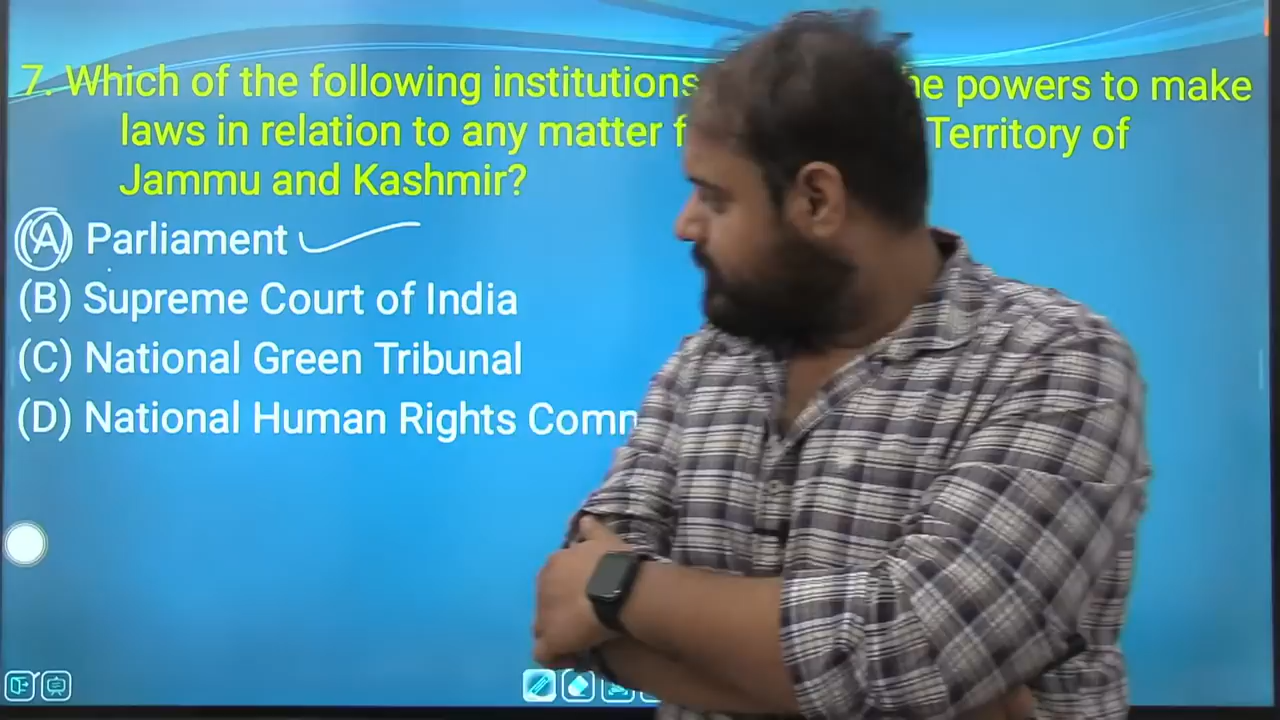 7. Which of the following institutions he powers to make
laws in relation to any matter f Territory of
Jammu and Kashmir?
(A) Parliament
(B) Supreme Court of India
(C) National Green Tribunal
(D) National Human Rights Comm